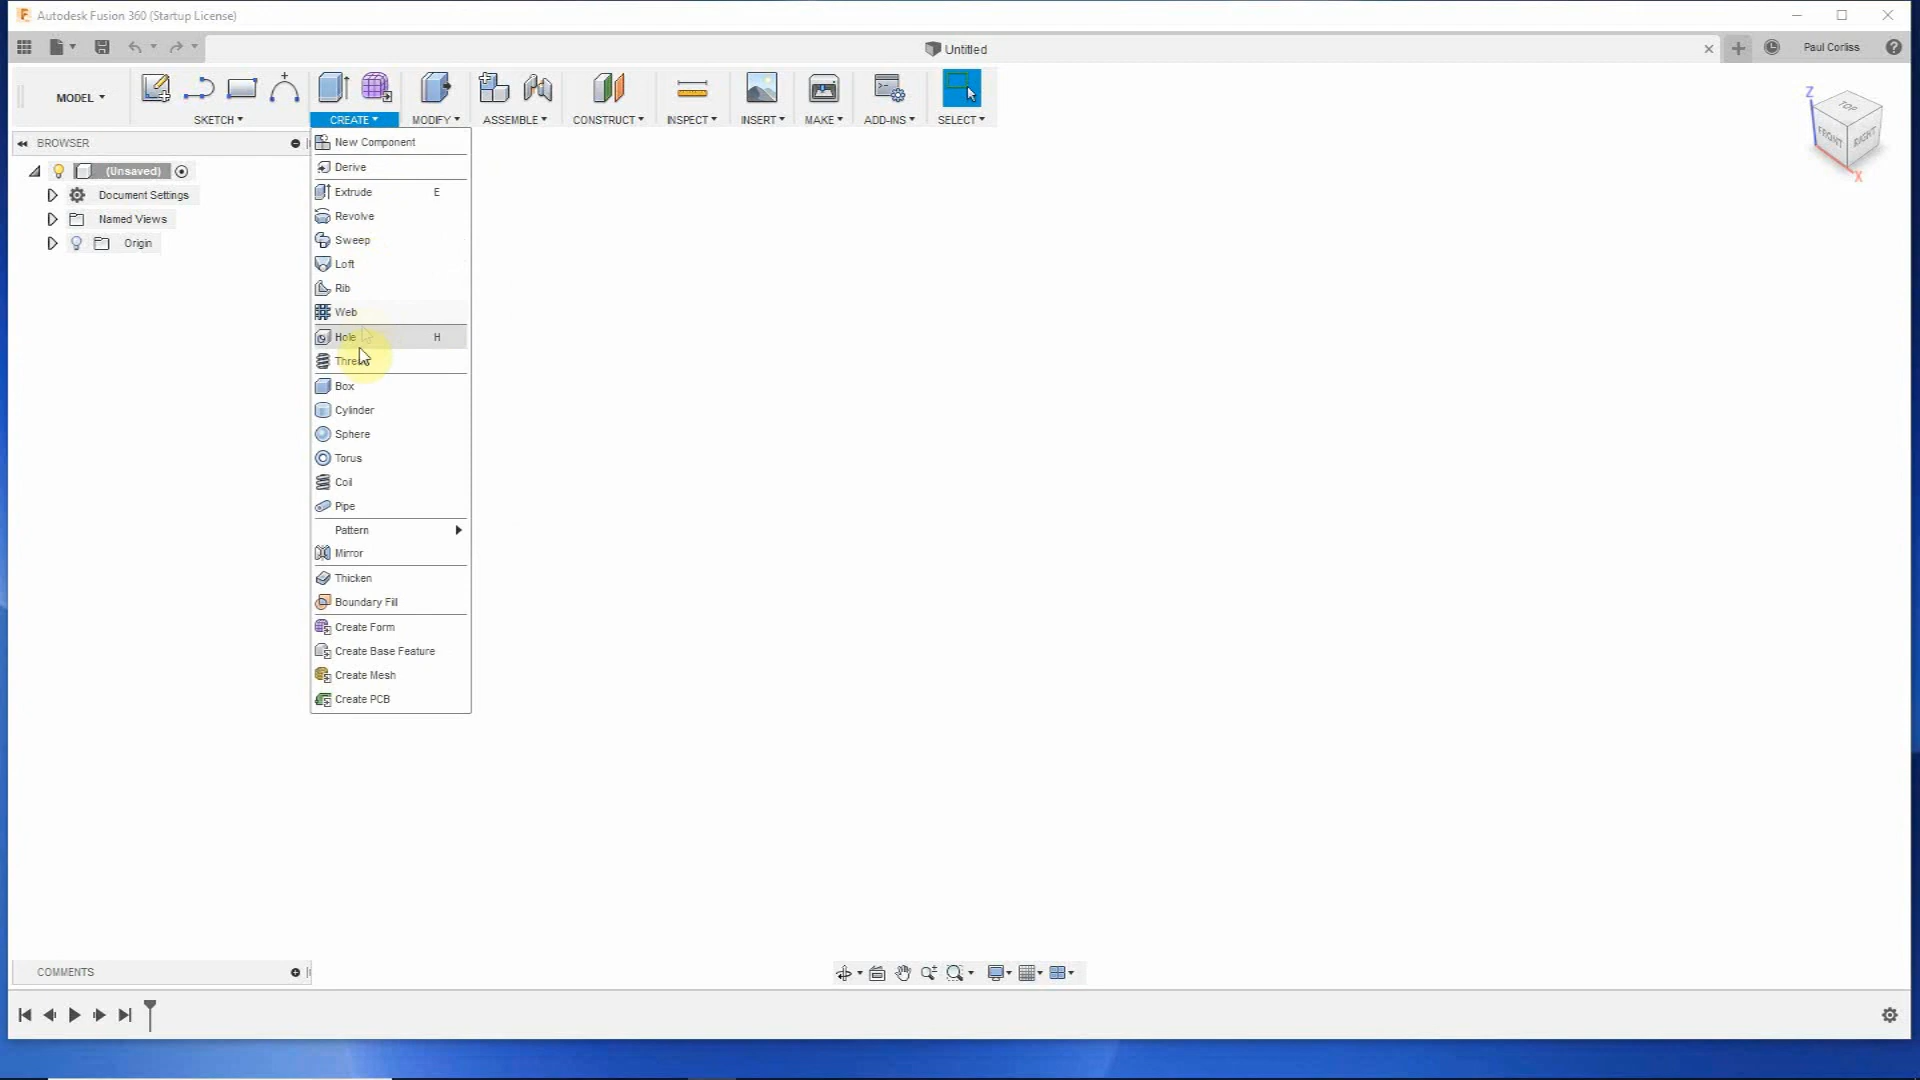 Autodesk Fusion 360 (Startup License)
Untitled
Paul Corliss
MODEL
SKETCH
CREATE
MODIFY
ASSEMBLE
CONSTRUCT
INSPECT
INSERT
MAKE
ADD-INS
SELECT
BROWSER
(Unsaved)
Document Settings
Named Views
Origin
New Component
Derive
Extrude E
Revolve
Sweep
Loft
Rib
Web
Hole H
Box
Cylinder
Sphere
Torus
Coil
Pipe
Pattern
Mirror
Thicken
Boundary Fill
Create Form
Create Base Feature
Create Mesh
Create PCB
Z
TOP
FRONT
RIGHT
X
COMMENTS